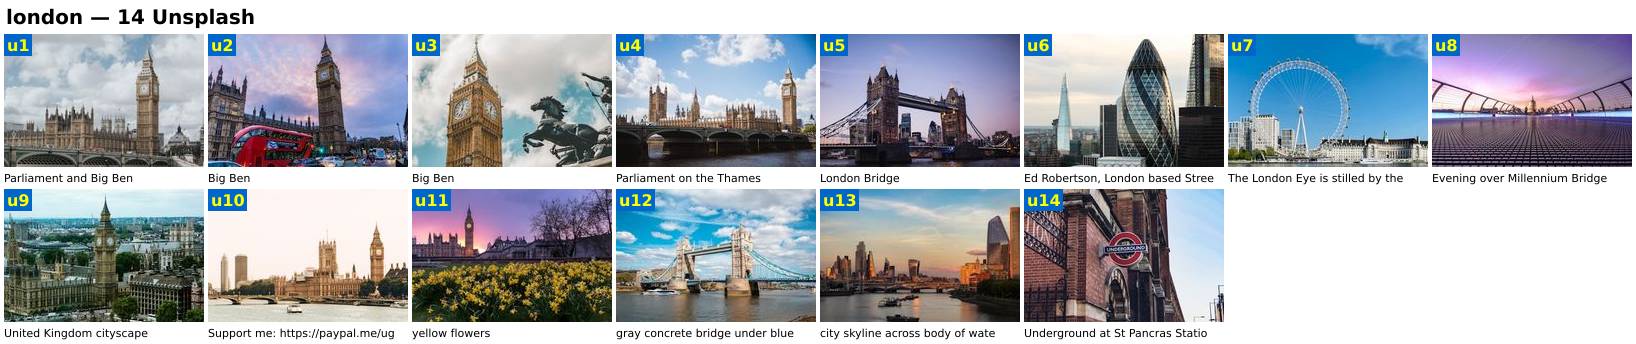 london — 14 Unsplash
u1
u2
u3
u4
u5
u6
u7
u8
Parliament and Big Ben
Big Ben
Big Ben
Parliament on the Thames
London Bridge
Ed Robertson, London based Stree
The London Eye is stilled by the
Evening over Millennium Bridge
u9
u10
u11
u12
u13
u14
UNDERGROUND
United Kingdom cityscape
Support me: https://paypal.me/ug
yellow flowers
gray concrete bridge under blue
city skyline across body of wate
Underground at St Pancras Statio